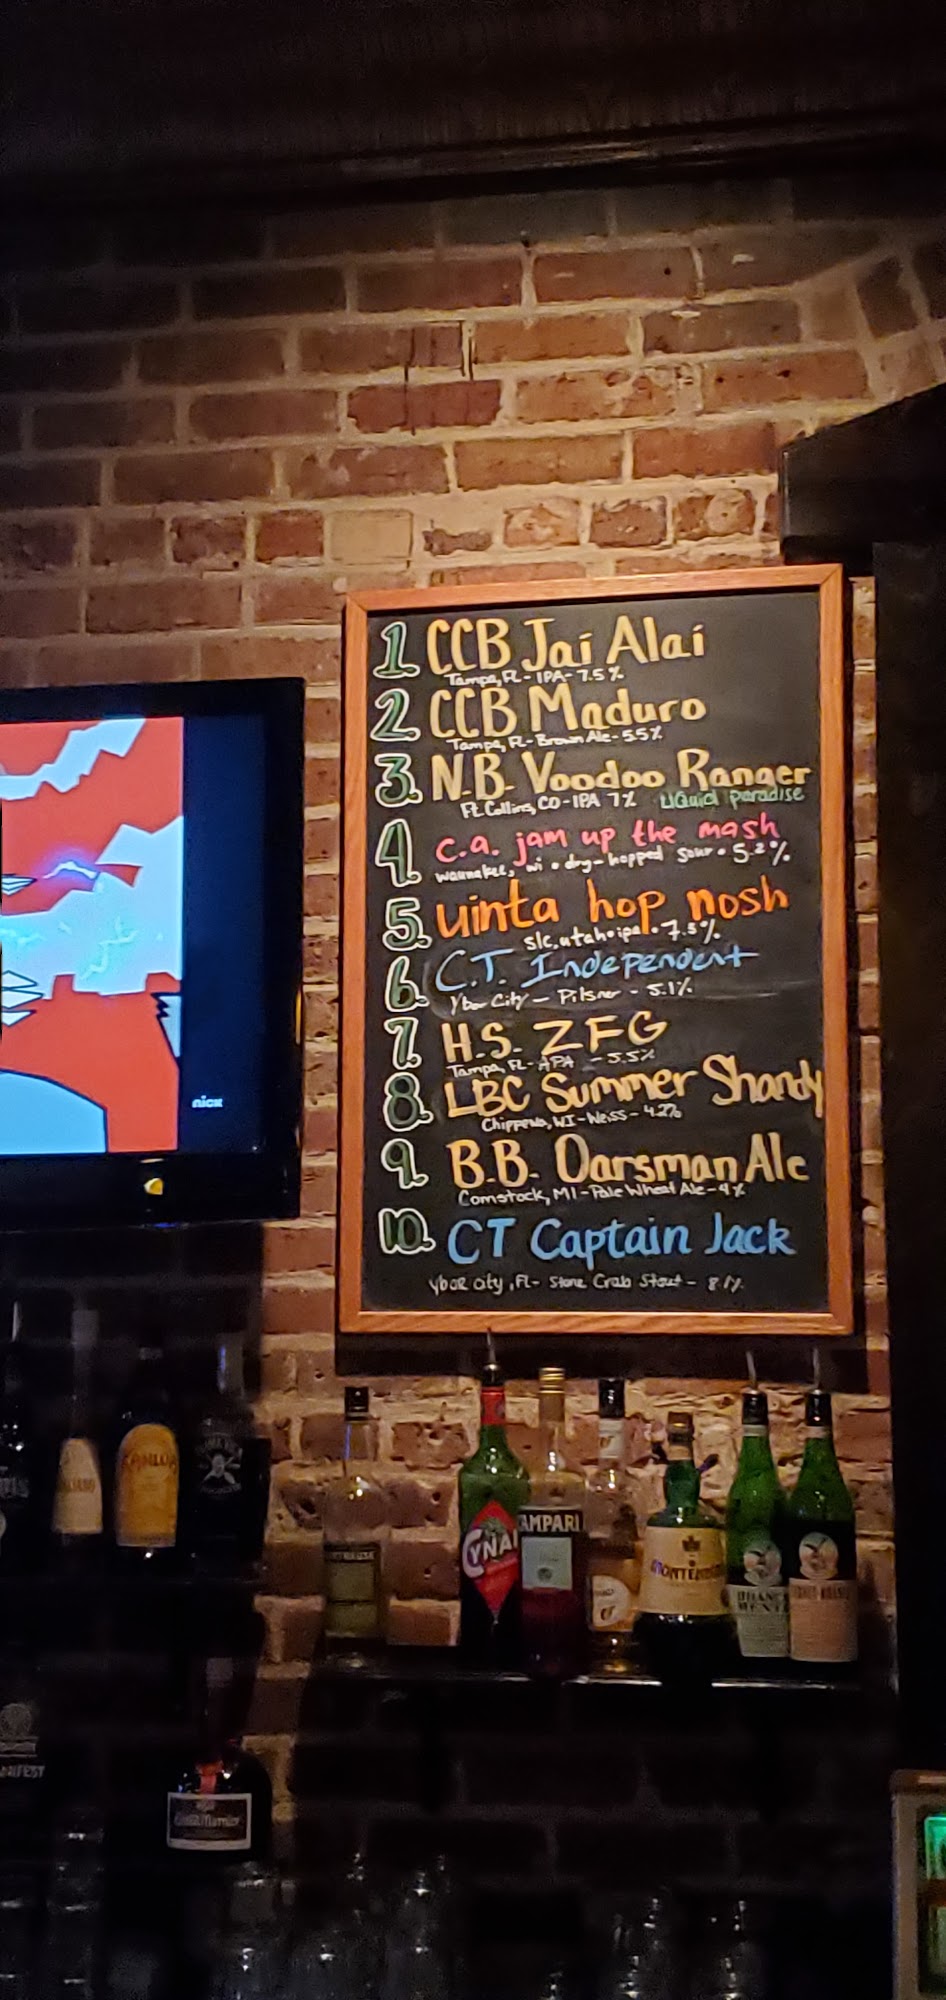 1. CCB Jai Alai
Tampa, FL - IPA - 7.5%
2. CCB Maduro
Tampa, FL - Brown Ale - 5.5%
3. N.B. Voodoo Ranger
Ft. Collins, CO - IPA 7% Liquid paradise
4. c.a. jam up the mash
waunakee, wi • dry-hopped sour • 5.2%
5. uinta hop nosh
slc, utah • ipa • 7.3%
6. C.T. Independent
Ybor City - Pilsner - 5.1%
7. H.S. ZFG
Tampa, FL - APA - 5.5%
8. LBC Summer Shandy
Chippewa, WI - Weiss - 4.2%
9. B.B. Oarsman Ale
Comstock, MI - Pale Wheat Ale - 4%
10. CT Captain Jack
Ybor City, FL - Stone Crab Stout - 8.1%
nick
KAHLUA
CYNAR
CAMPARI
MONTENEGRO